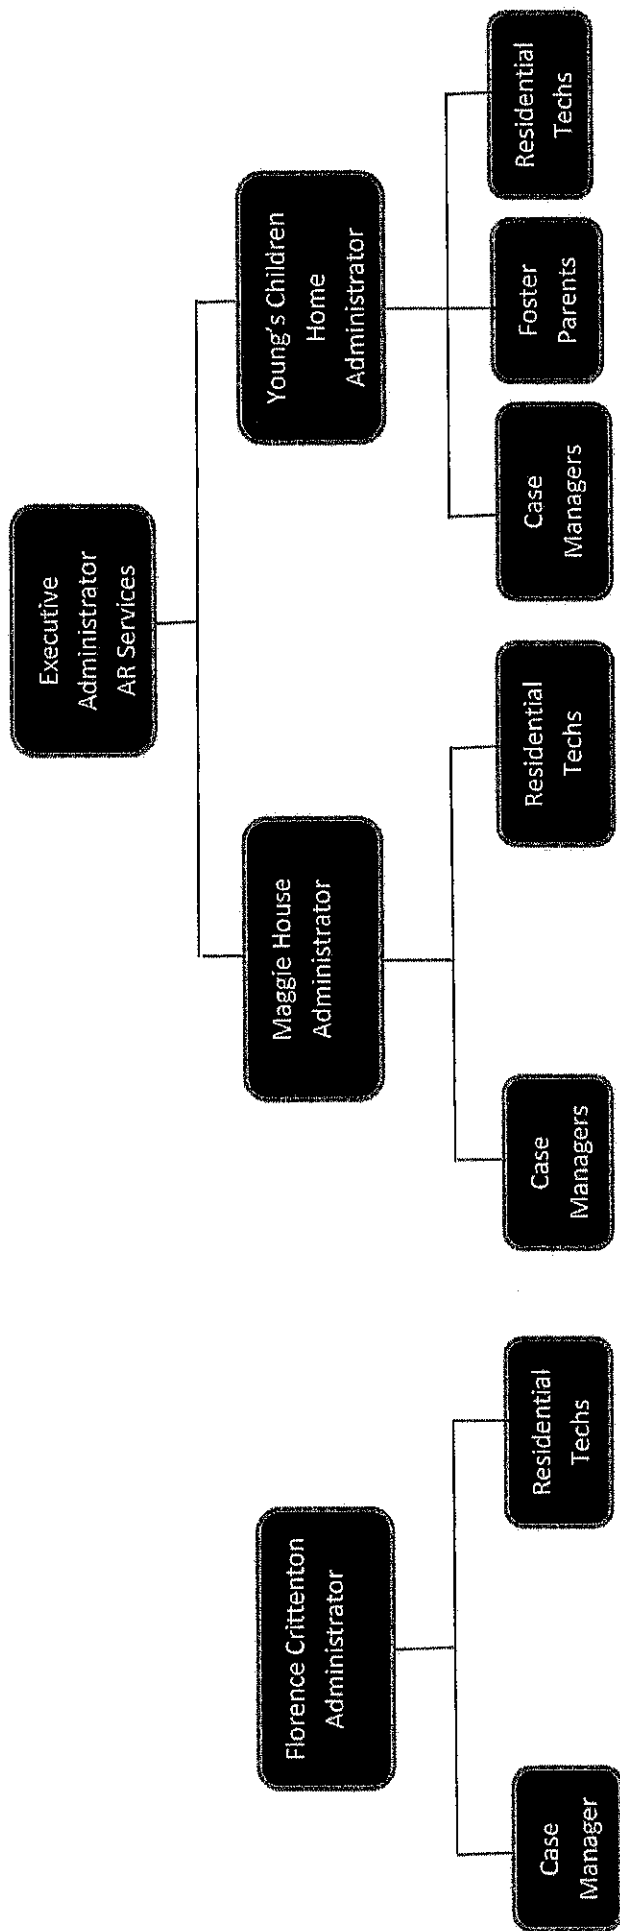 Executive
Administrator
AR Services
Florence Crittenton
Administrator
Maggie House
Administrator
Young's Children
Home
Administrator
Case
Manager
Residential
Techs
Case
Managers
Residential
Techs
Case
Managers
Foster
Parents
Residential
Techs